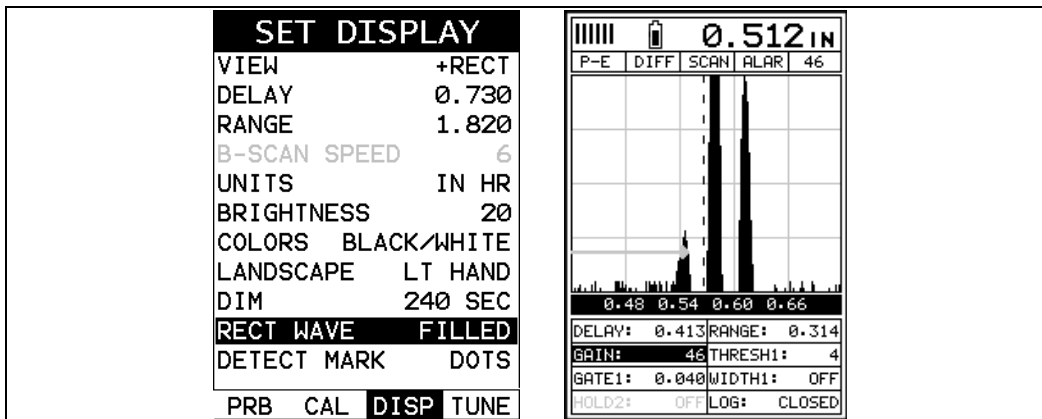 SET DISPLAY
VIEW +RECT
DELAY 0.730
RANGE 1.820
B-SCAN SPEED 6
UNITS IN HR
BRIGHTNESS 20
COLORS BLACK/WHITE
LANDSCAPE LT HAND
DIM 240 SEC
RECT WAVE FILLED
DETECT MARK DOTS
PRB CAL DISP TUNE
0.512 IN
P-E DIFF SCAN ALAR 46
0.48 0.54 0.60 0.66
DELAY: 0.413 RANGE: 0.314
GAIN: 46 THRESH1: 4
GATE1: 0.040 WIDTH1: OFF
HOLD2: OFF LOG: CLOSED